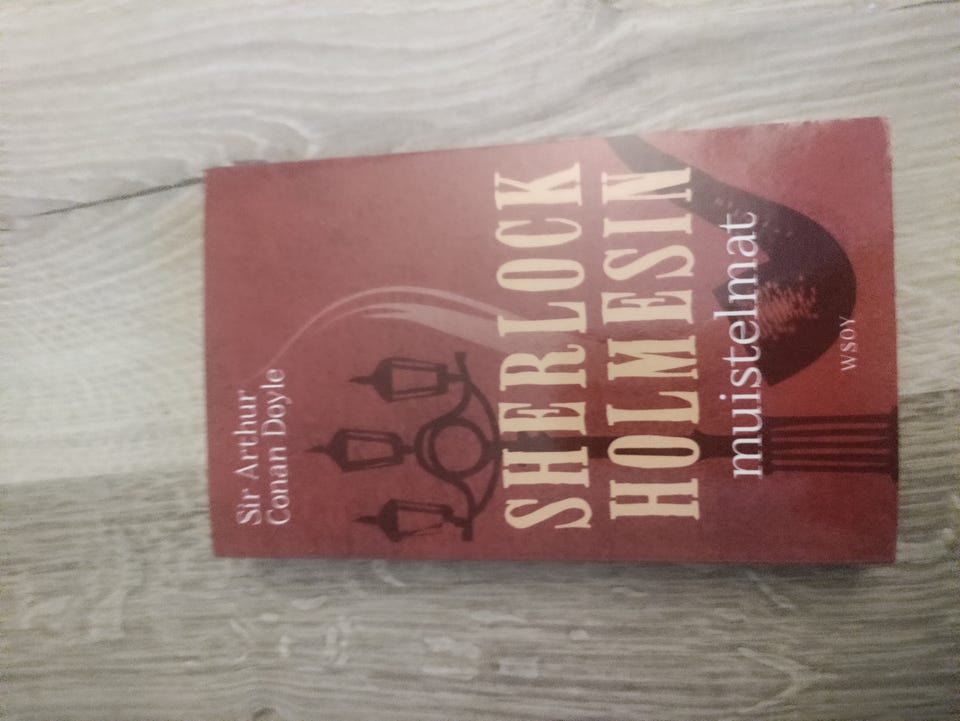 Sir Arthur
Conan Doyle
SHERLOCK
HOLMESIN
muistelmat
WSOY